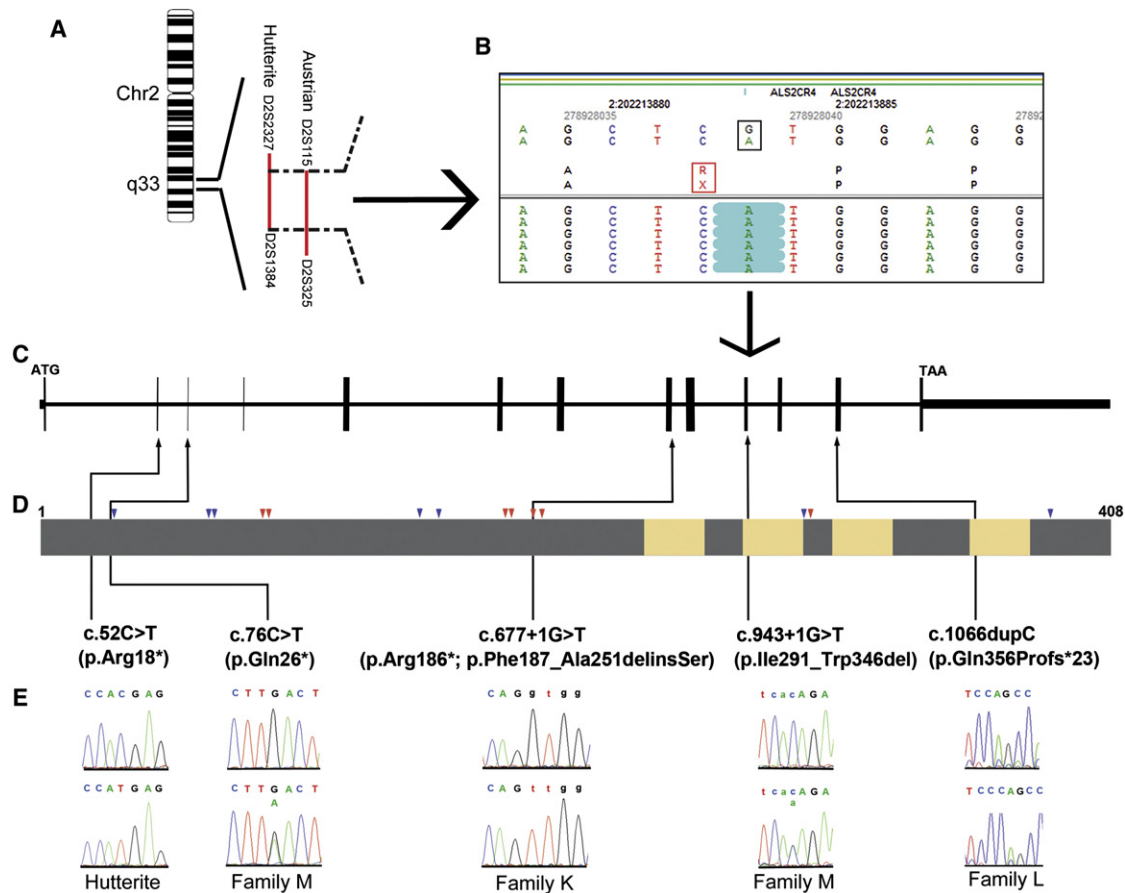 A
Chr2
q33
Hutterite D2S2327
D2S1384
Austrian D2S115
D2S325
B
I ALS2CR4 ALS2CR4
2:202213880 2:202213885
278928035 278928040 27892
A G C T C G T G G A G G
A G C T C A T G G A G G
A R P P
A X P P
A G C T C A T G G A G G
A G C T C A T G G A G G
A G C T C A T G G A G G
A G C T C A T G G A G G
A G C T C A T G G A G G
A G C T C A T G G A G G
C
ATG TAA
D
1 408
c.52C>T
(p.Arg18*)
c.76C>T
(p.Gln26*)
c.677+1G>T
(p.Arg186*; p.Phe187_Ala251delinsSer)
c.943+1G>T
(p.Ile291_Trp346del)
c.1066dupC
(p.Gln356Profs*23)
E
C C A C G A G
C C A T G A G
Hutterite
C T T G A C T
C T T G A C T
A
Family M
C A G g t g g
C A G t t g g
Family K
t c a c A G A
t c a c A G A
a
Family M
T C C A G C C
T C C C A G C C
Family L